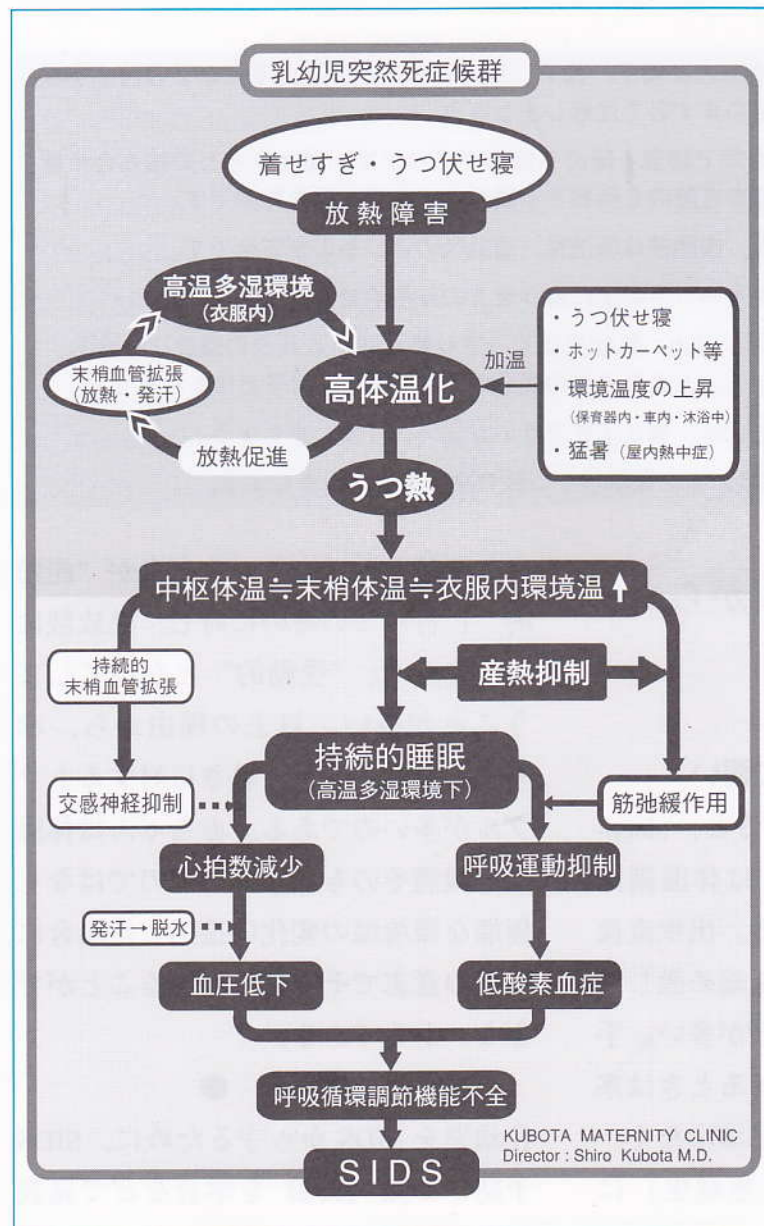 乳幼児突然死症候群
着せすぎ・うつ伏せ寝
放熱障害
高温多湿環境
(衣服内)
末梢血管拡張
(放熱・発汗)
放熱促進
高体温化
加温
・うつ伏せ寝
・ホットカーペット等
・環境温度の上昇
(保育器内・車内・沐浴中)
・猛暑(屋内熱中症)
うつ熱
中枢体温≒末梢体温≒衣服内環境温↑
持続的
末梢血管拡張
産熱抑制
持続的睡眠
(高温多湿環境下)
交感神経抑制
筋弛緩作用
心拍数減少
呼吸運動抑制
発汗→脱水
血圧低下
低酸素血症
呼吸循環調節機能不全
KUBOTA MATERNITY CLINIC
Director : Shiro Kubota M.D.
SIDS